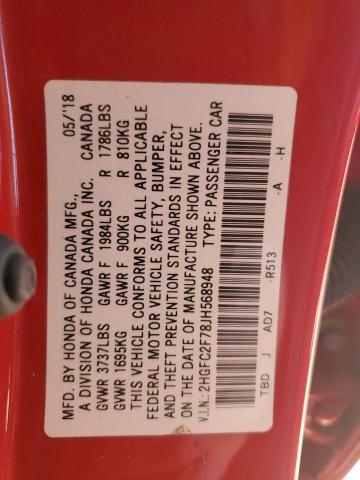 MFD. BY HONDA OF CANADA MFG., 05/'18
A DIVISION OF HONDA CANADA INC. CANADA
GVWR 3737LBS GAWR F 1984LBS R 1786LBS
GVWR 1695KG GAWR F 900KG R 810KG
THIS VEHICLE CONFORMS TO ALL APPLICABLE
FEDERAL MOTOR VEHICLE SAFETY, BUMPER,
AND THEFT PREVENTION STANDARDS IN EFFECT
ON THE DATE OF MANUFACTURE SHOWN ABOVE.
V.I.N.: 2HGFC2F78JH568948 TYPE: PASSENGER CAR
TBD J AD7 -R513 -A -H